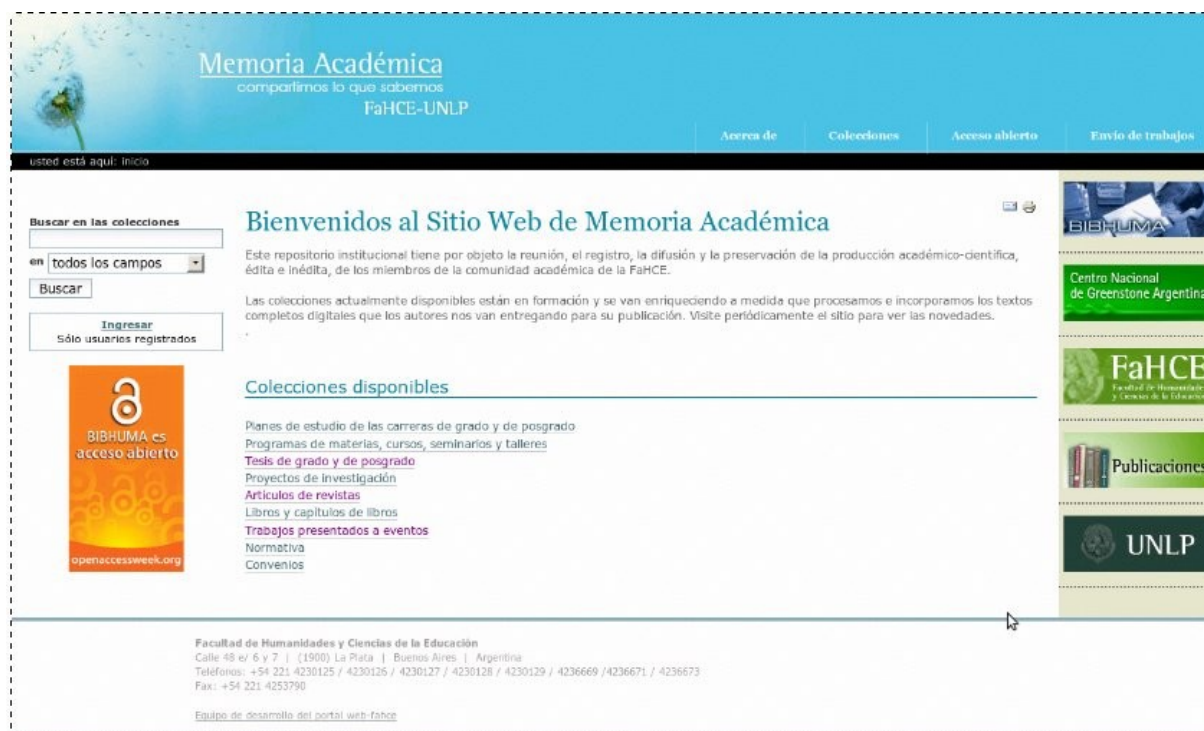 Memoria Académica
compartimos lo que sabemos
FaHCE-UNLP
Acerca de
Colecciones
Acceso abierto
Envío de trabajos
usted está aquí: inicio
Buscar en las colecciones
en todos los campos
Buscar
Ingresar
Sólo usuarios registrados
BIBHUMA es
acceso abierto
openaccessweek.org
Bienvenidos al Sitio Web de Memoria Académica
Este repositorio institucional tiene por objeto la reunión, el registro, la difusión y la preservación de la producción académico-científica,
édita e inédita, de los miembros de la comunidad académica de la FaHCE.
Las colecciones actualmente disponibles están en formación y se van enriqueciendo a medida que procesamos e incorporamos los textos
completos digitales que los autores nos van entregando para su publicación. Visite periódicamente el sitio para ver las novedades.
.
Colecciones disponibles
Planes de estudio de las carreras de grado y de posgrado
Programas de materias, cursos, seminarios y talleres
Tesis de grado y de posgrado
Proyectos de investigación
Artículos de revistas
Libros y capítulos de libros
Trabajos presentados a eventos
Normativa
Convenios
BIBHUMA
Centro Nacional
de Greenstone Argentina
FaHCE
Facultad de Humanidades
y Ciencias de la Educación
Publicaciones
UNLP
Facultad de Humanidades y Ciencias de la Educación
Calle 48 e/ 6 y 7 | (1900) La Plata | Buenos Aires | Argentina
Teléfonos: +54 221 4230125 / 4230126 / 4230127 / 4230128 / 4230129 / 4236669 /4236671 / 4236673
Fax: +54 221 4253790
Equipo de desarrollo del portal web-fahce